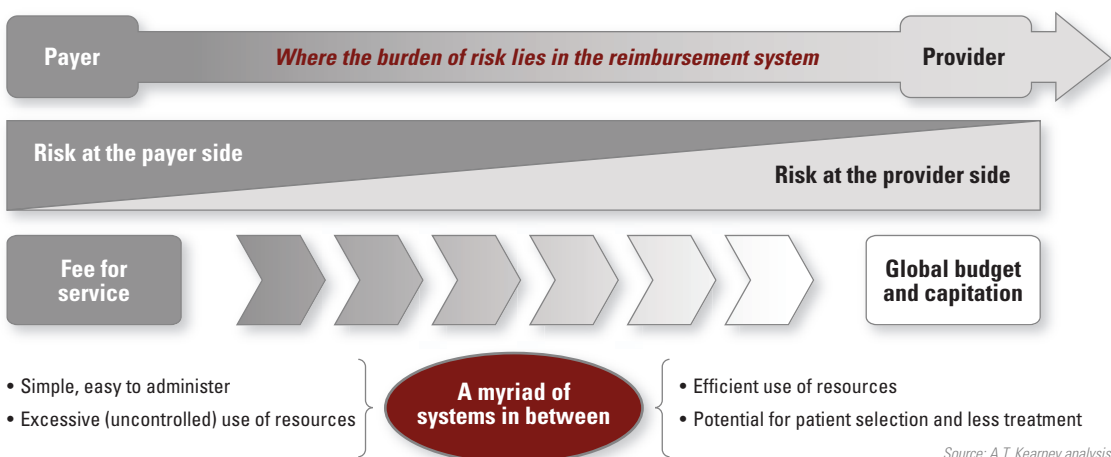 Payer
Where the burden of risk lies in the reimbursement system
Provider
Risk at the payer side
Risk at the provider side
Fee for
service
Global budget
and capitation
• Simple, easy to administer
• Excessive (uncontrolled) use of resources
A myriad of
systems in between
• Efficient use of resources
• Potential for patient selection and less treatment
Source: A.T. Kearney analysis